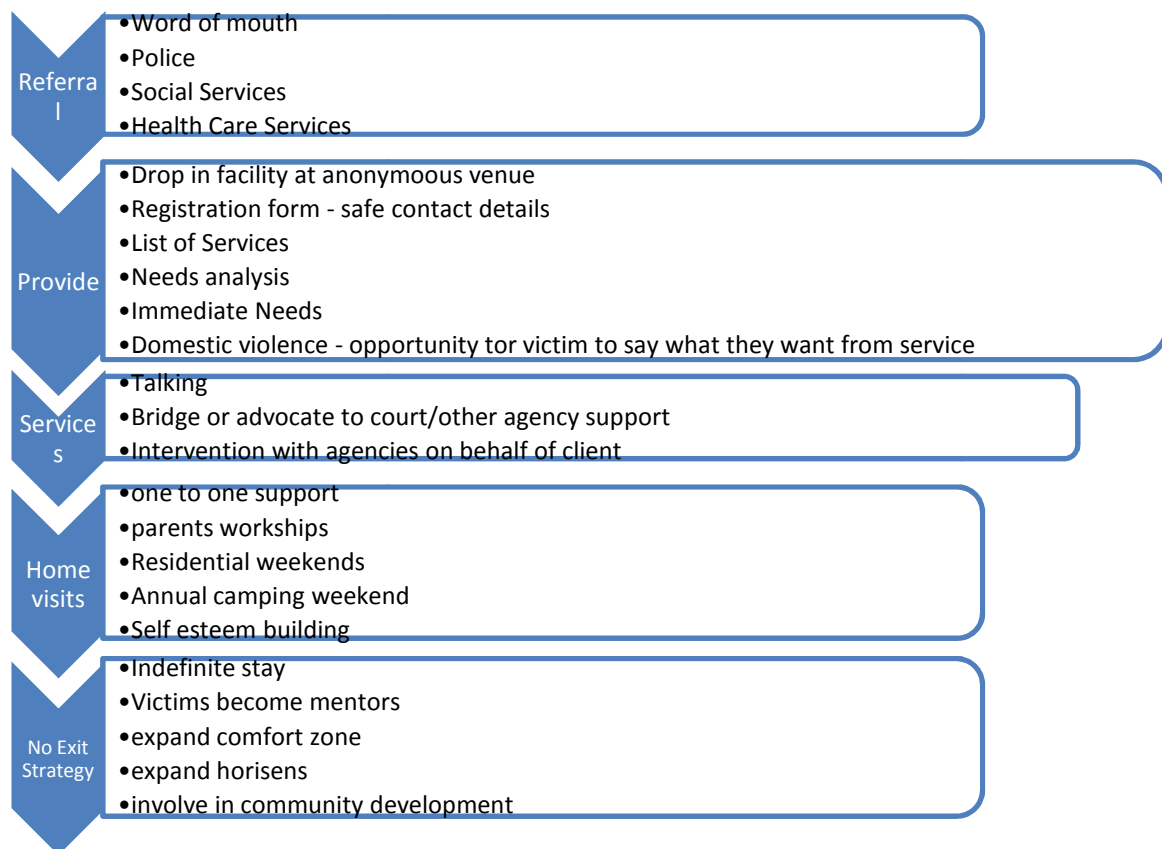 Referra
l
•Word of mouth
•Police
•Social Services
•Health Care Services
Provide
•Drop in facility at anonymoous venue
•Registration form - safe contact details
•List of Services
•Needs analysis
•Immediate Needs
•Domestic violence - opportunity tor victim to say what they want from service
Service
s
•Talking
•Bridge or advocate to court/other agency support
•Intervention with agencies on behalf of client
Home
visits
•one to one support
•parents workships
•Residential weekends
•Annual camping weekend
•Self esteem building
No Exit
Strategy
•Indefinite stay
•Victims become mentors
•expand comfort zone
•expand horisens
•involve in community development